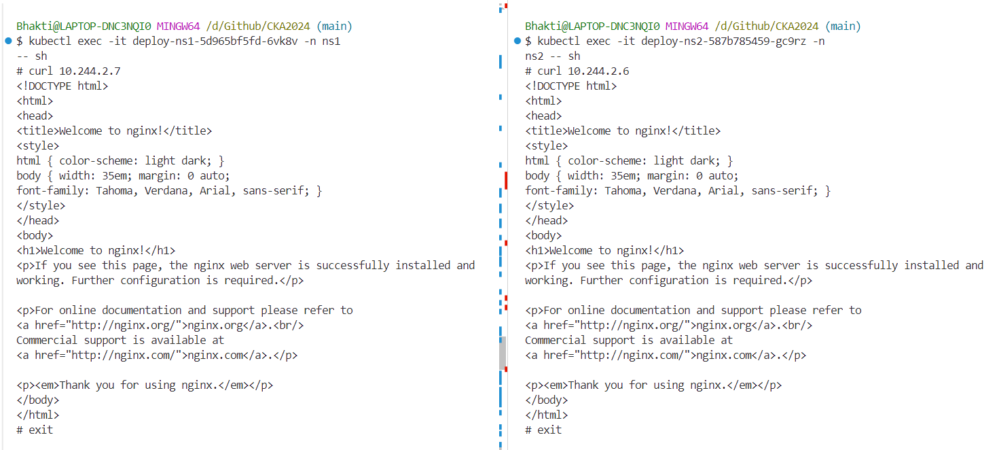 Bhakti@LAPTOP-DNC3NQI0 MINGW64 /d/Github/CKA2024 (main)
$ kubectl exec -it deploy-ns1-5d965bf5fd-6vk8v -n ns1
-- sh
# curl 10.244.2.7
<!DOCTYPE html>
<html>
<head>
<title>Welcome to nginx!</title>
<style>
html { color-scheme: light dark; }
body { width: 35em; margin: 0 auto;
font-family: Tahoma, Verdana, Arial, sans-serif; }
</style>
</head>
<body>
<h1>Welcome to nginx!</h1>
<p>If you see this page, the nginx web server is successfully installed and
working. Further configuration is required.</p>

<p>For online documentation and support please refer to
<a href="http://nginx.org/">nginx.org</a>.<br/>
Commercial support is available at
<a href="http://nginx.com/">nginx.com</a>.</p>

<p><em>Thank you for using nginx.</em></p>
</body>
</html>
# exit
Bhakti@LAPTOP-DNC3NQI0 MINGW64 /d/Github/CKA2024 (main)
$ kubectl exec -it deploy-ns2-587b785459-gc9rz -n
ns2 -- sh
# curl 10.244.2.6
<!DOCTYPE html>
<html>
<head>
<title>Welcome to nginx!</title>
<style>
html { color-scheme: light dark; }
body { width: 35em; margin: 0 auto;
font-family: Tahoma, Verdana, Arial, sans-serif; }
</style>
</head>
<body>
<h1>Welcome to nginx!</h1>
<p>If you see this page, the nginx web server is successfully installed and
working. Further configuration is required.</p>

<p>For online documentation and support please refer to
<a href="http://nginx.org/">nginx.org</a>.<br/>
Commercial support is available at
<a href="http://nginx.com/">nginx.com</a>.</p>

<p><em>Thank you for using nginx.</em></p>
</body>
</html>
# exit